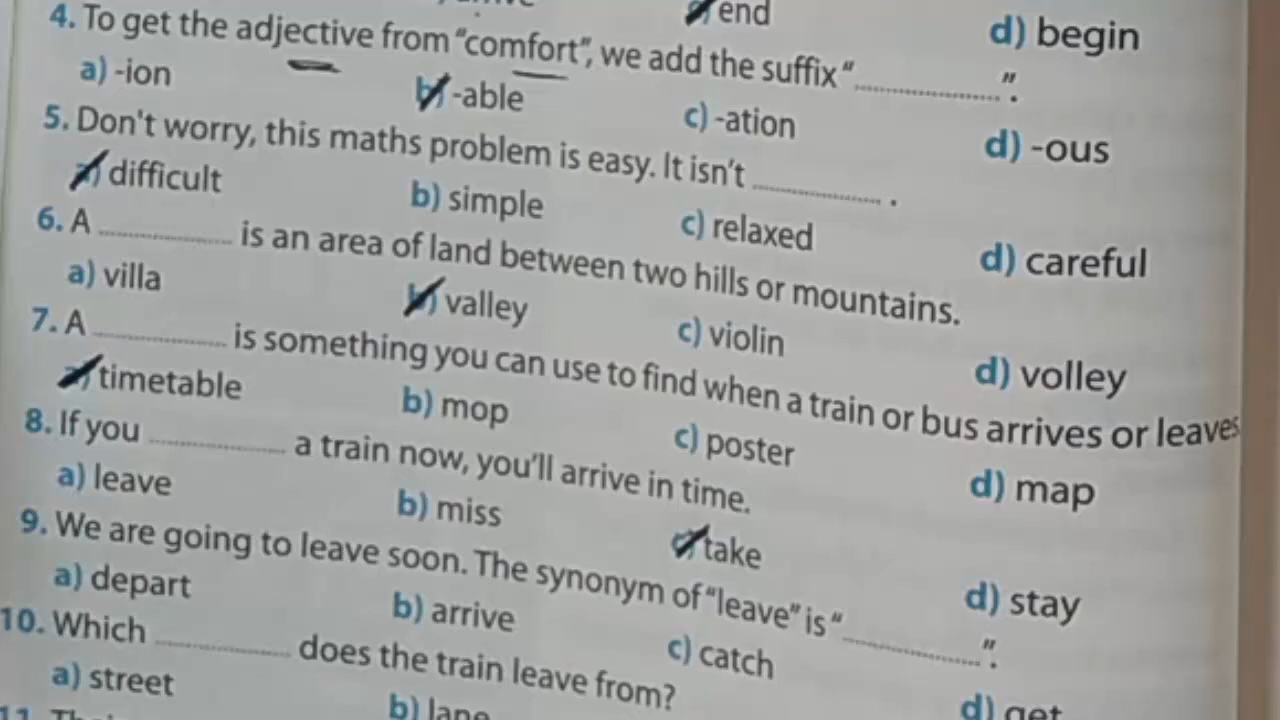 end
d) begin
4. To get the adjective from "comfort", we add the suffix "............".
a) -ion b) -able c) -ation d) -ous
5. Don't worry, this maths problem is easy. It isn't ............ .
a) difficult b) simple c) relaxed d) careful
6. A ............ is an area of land between two hills or mountains.
a) villa b) valley c) violin d) volley
7. A ............ is something you can use to find when a train or bus arrives or leaves
a) timetable b) mop c) poster d) map
8. If you ............ a train now, you'll arrive in time.
a) leave b) miss c) take d) stay
9. We are going to leave soon. The synonym of "leave" is "............".
a) depart b) arrive c) catch d) get
10. Which ............ does the train leave from?
a) street b) lane
11.